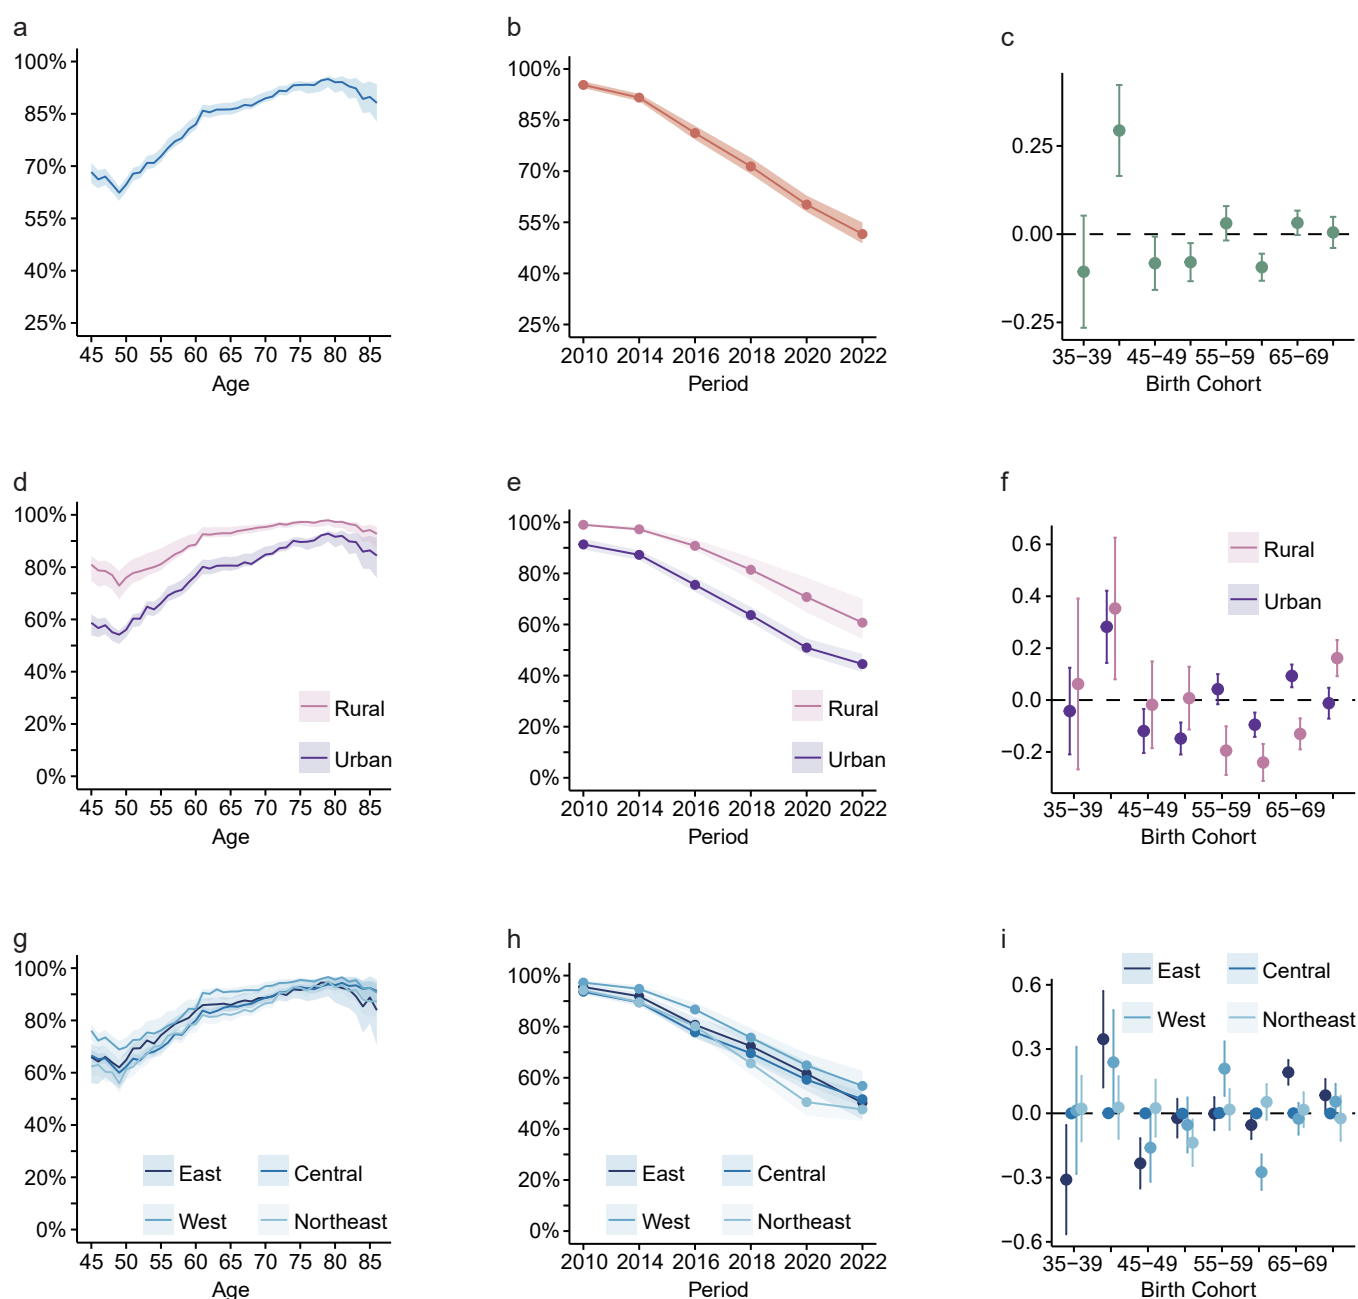 a
100%
85%
70%
55%
40%
25%
45 50 55 60 65 70 75 80 85
Age
b
100%
85%
70%
55%
40%
25%
2010 2014 2016 2018 2020 2022
Period
c
0.25
0.00
−0.25
35−39 45−49 55−59 65−69
Birth Cohort
d
100%
80%
60%
40%
20%
0%
Rural
Urban
45 50 55 60 65 70 75 80 85
Age
e
100%
80%
60%
40%
20%
0%
Rural
Urban
2010 2014 2016 2018 2020 2022
Period
f
0.6
0.4
0.2
0.0
−0.2
Rural
Urban
35−39 45−49 55−59 65−69
Birth Cohort
g
100%
80%
60%
40%
20%
0%
East Central
West Northeast
45 50 55 60 65 70 75 80 85
Age
h
100%
80%
60%
40%
20%
0%
East Central
West Northeast
2010 2014 2016 2018 2020 2022
Period
i
0.6
0.3
0.0
−0.3
−0.6
East Central
West Northeast
35−39 45−49 55−59 65−69
Birth Cohort